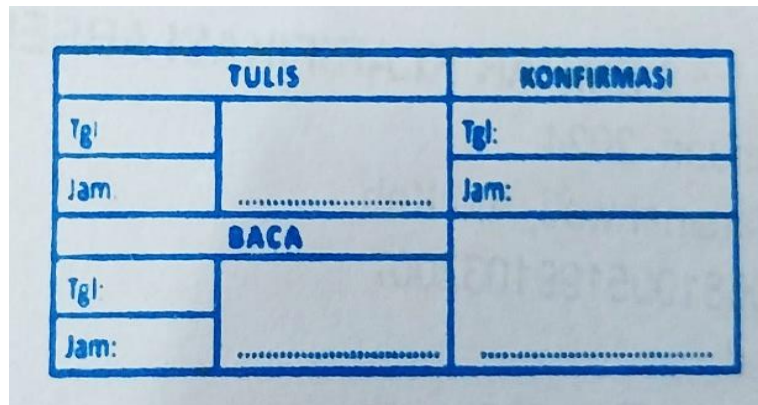 TULIS KONFIRMASI
Tgl Tgl:
Jam Jam:
BACA
Tgl:
Jam: